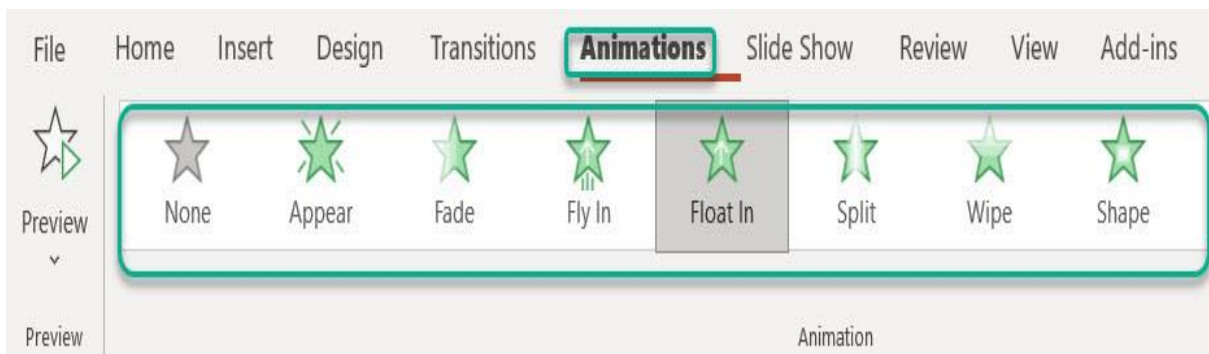 File Home Insert Design Transitions Animations Slide Show Review View Add-ins
Preview None Appear Fade Fly In Float In Split Wipe Shape
Preview Animation